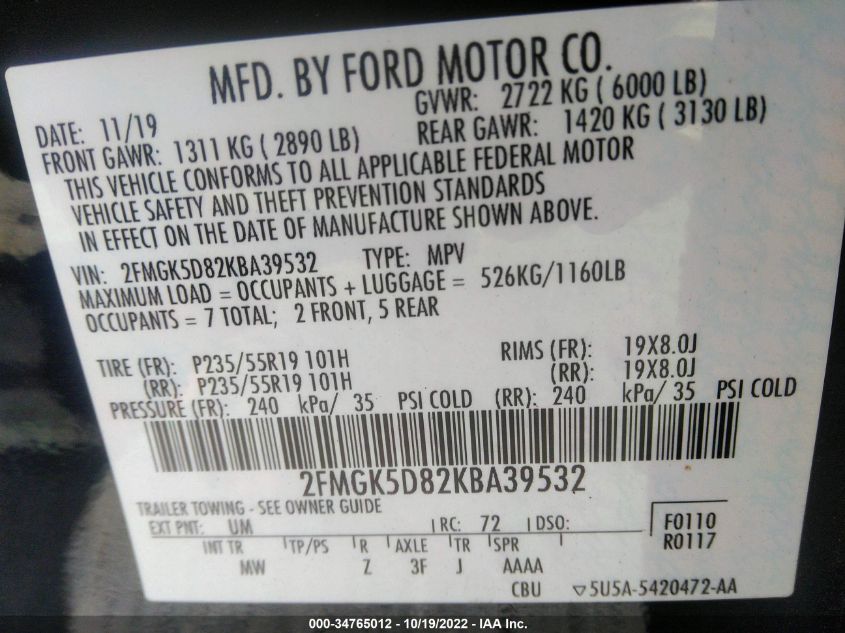 MFD. BY FORD MOTOR CO.
DATE: 11/19 GVWR: 2722 KG ( 6000 LB)
FRONT GAWR: 1311 KG ( 2890 LB) REAR GAWR: 1420 KG ( 3130 LB)
THIS VEHICLE CONFORMS TO ALL APPLICABLE FEDERAL MOTOR
VEHICLE SAFETY AND THEFT PREVENTION STANDARDS
IN EFFECT ON THE DATE OF MANUFACTURE SHOWN ABOVE.
VIN: 2FMGK5D82KBA39532 TYPE: MPV
MAXIMUM LOAD = OCCUPANTS + LUGGAGE = 526KG/1160LB
OCCUPANTS = 7 TOTAL; 2 FRONT, 5 REAR
TIRE (FR): P235/55R19 101H RIMS (FR): 19X8.0J
(RR): P235/55R19 101H (RR): 19X8.0J
PRESSURE (FR): 240 kPa/ 35 PSI COLD (RR): 240 kPa/ 35 PSI COLD
2FMGK5D82KBA39532
TRAILER TOWING - SEE OWNER GUIDE
EXT PNT: UM RC: 72 DSO: F0110
R0117
INT TR TP/PS R AXLE TR SPR
MW Z 3F J AAAA
CBU ▽5U5A-5420472-AA
000-34765012 - 10/19/2022 - IAA Inc.